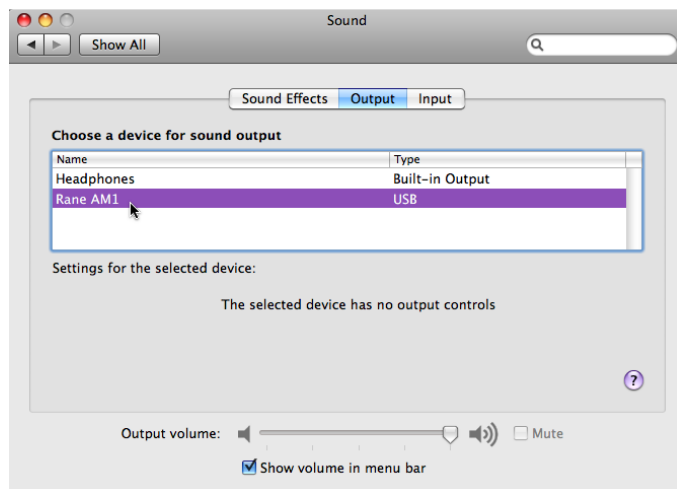 Sound
Show All
Sound Effects Output Input
Choose a device for sound output
Name Type
Headphones Built-in Output
Rane AM1 USB
Settings for the selected device:
The selected device has no output controls
?
Output volume: Mute
Show volume in menu bar